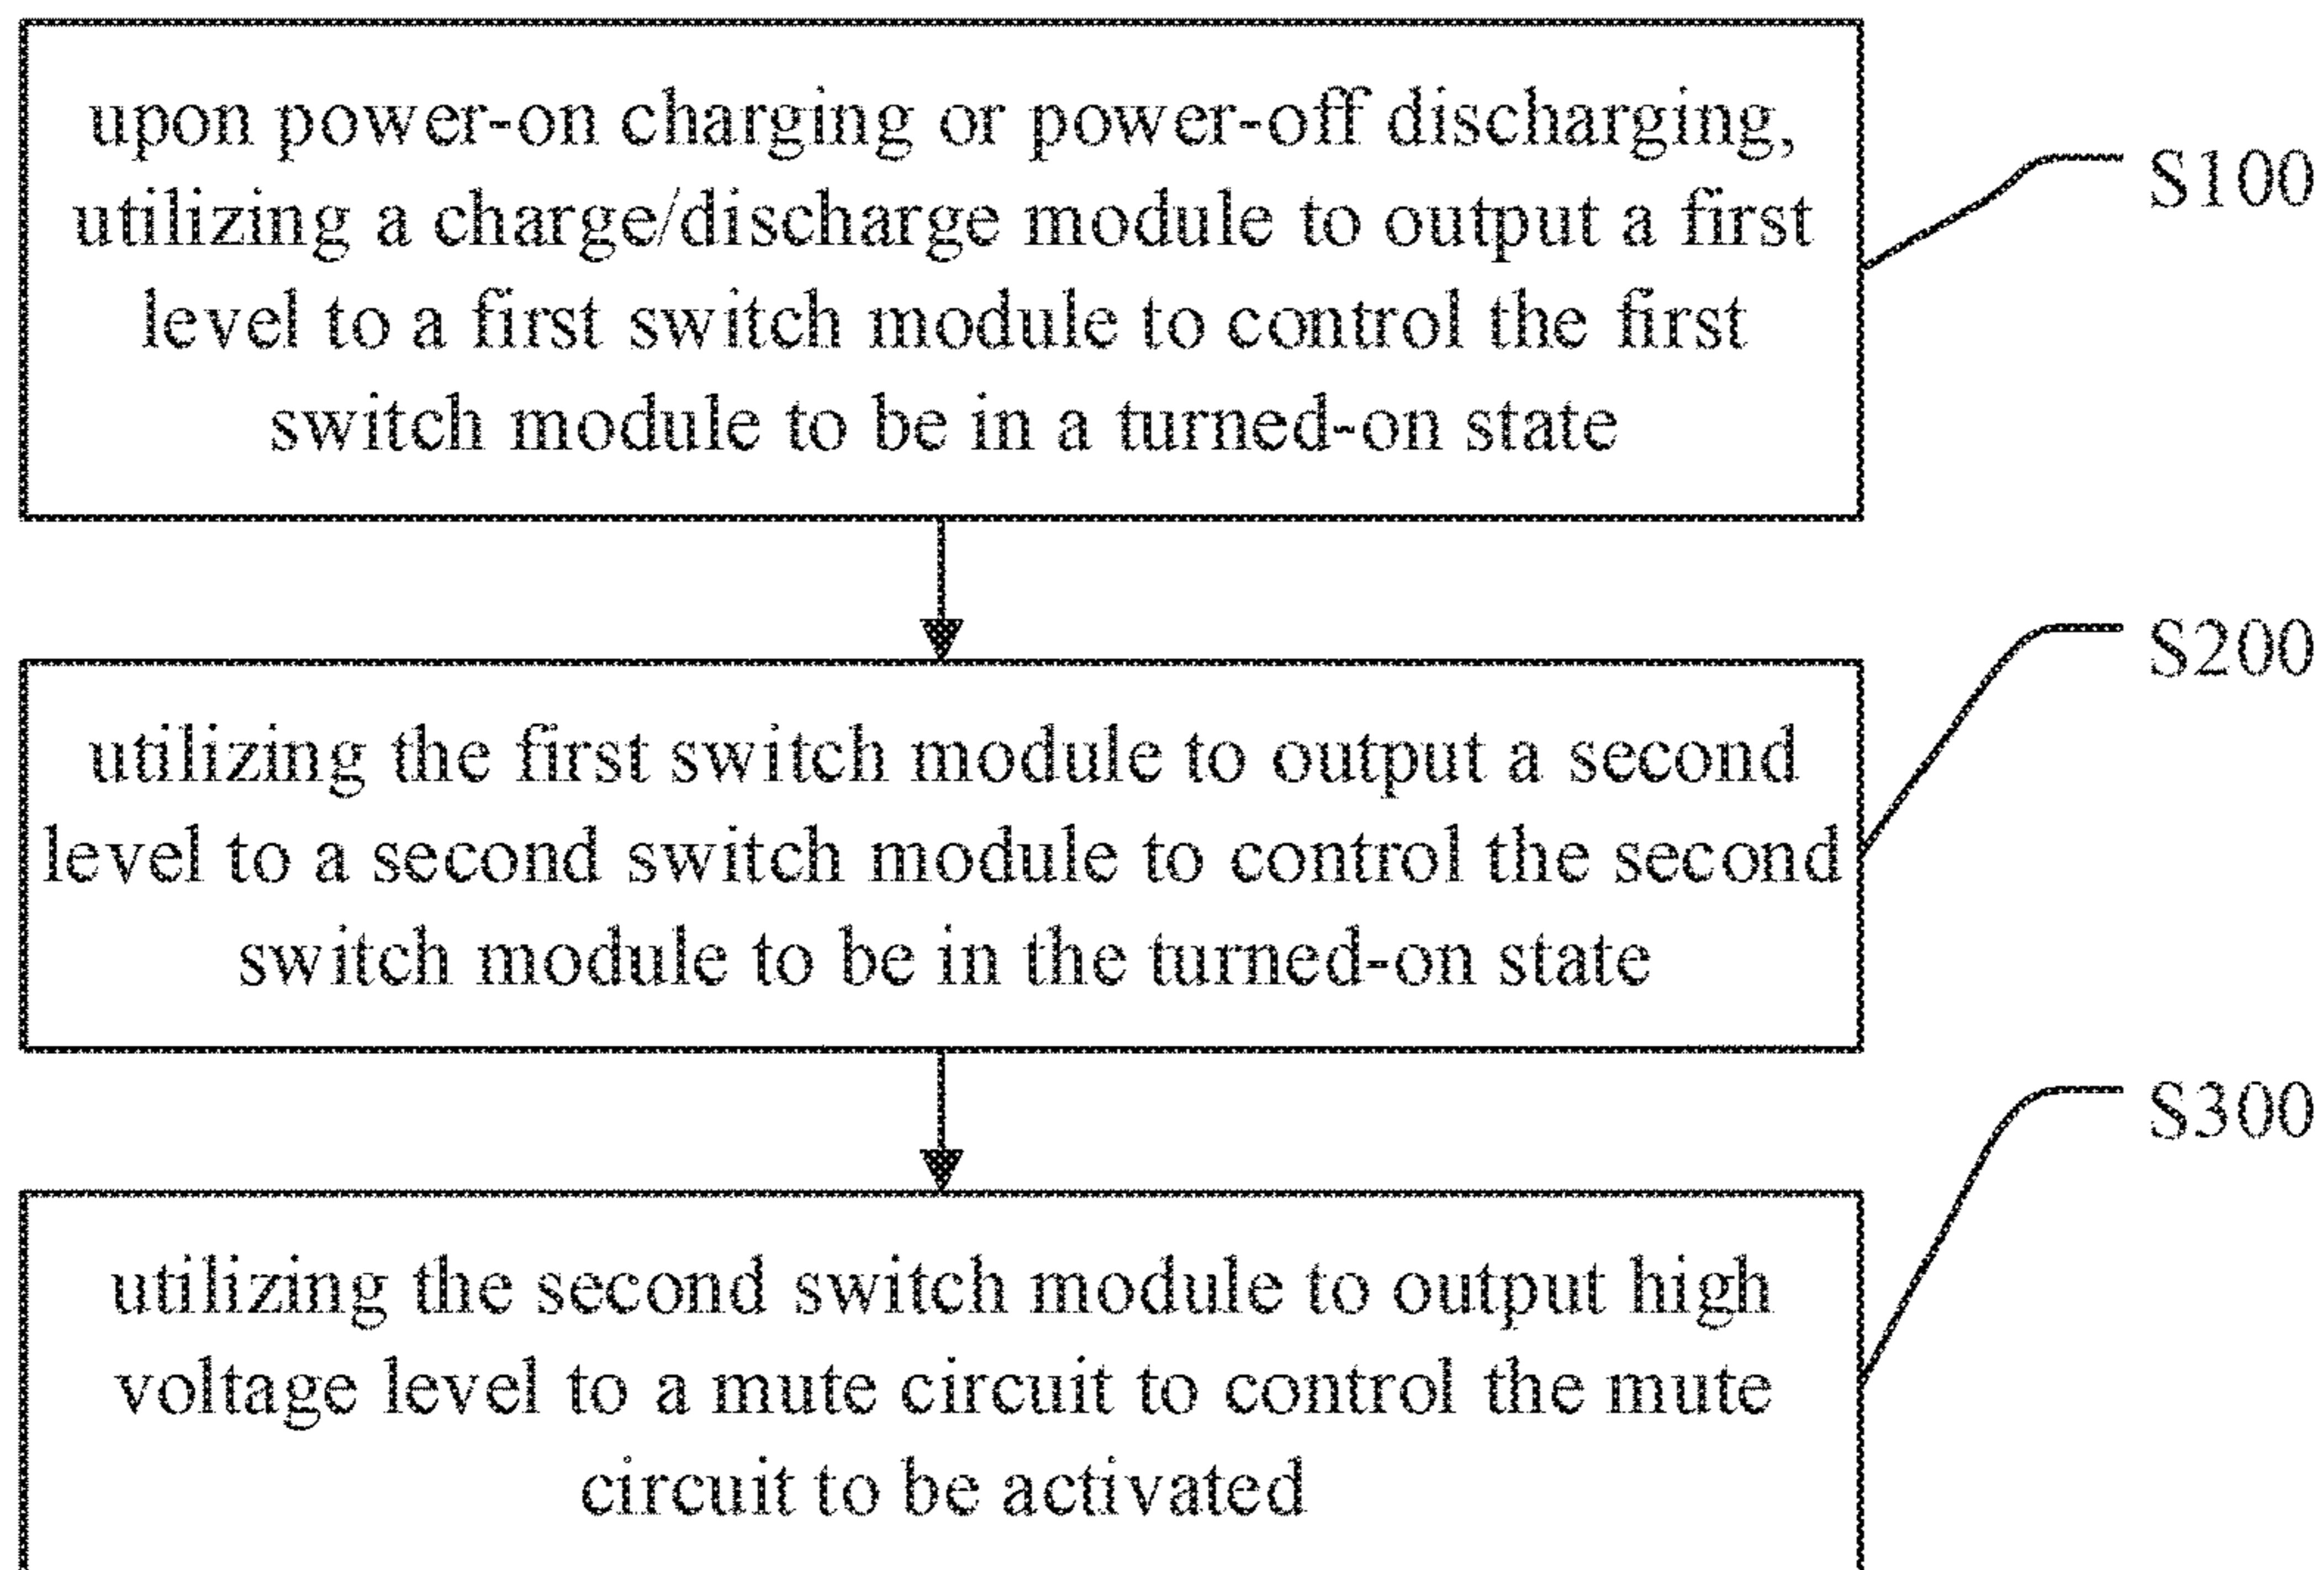 upon power-on charging or power-off discharging,
utilizing a charge/discharge module to output a first
level to a first switch module to control the first
switch module to be in a turned-on state
S100
utilizing the first switch module to output a second
level to a second switch module to control the second
switch module to be in the turned-on state
S200
utilizing the second switch module to output high
voltage level to a mute circuit to control the mute
circuit to be activated
S300